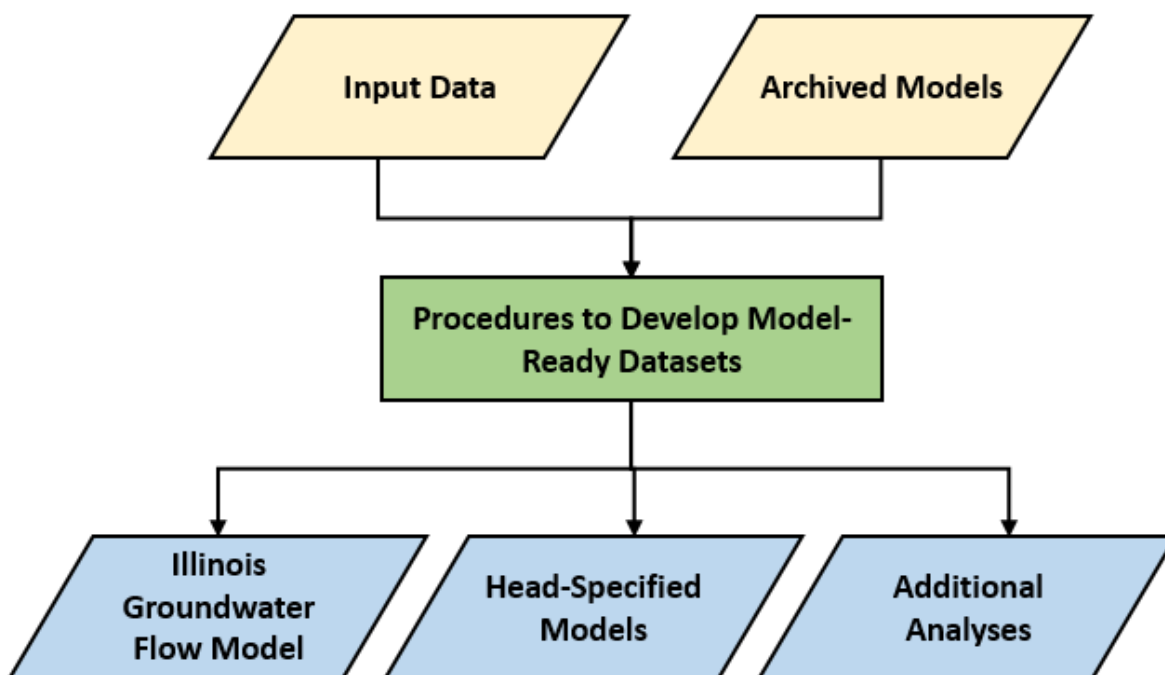 Input Data
Archived Models
Procedures to Develop Model-
Ready Datasets
Illinois
Groundwater
Flow Model
Head-Specified
Models
Additional
Analyses